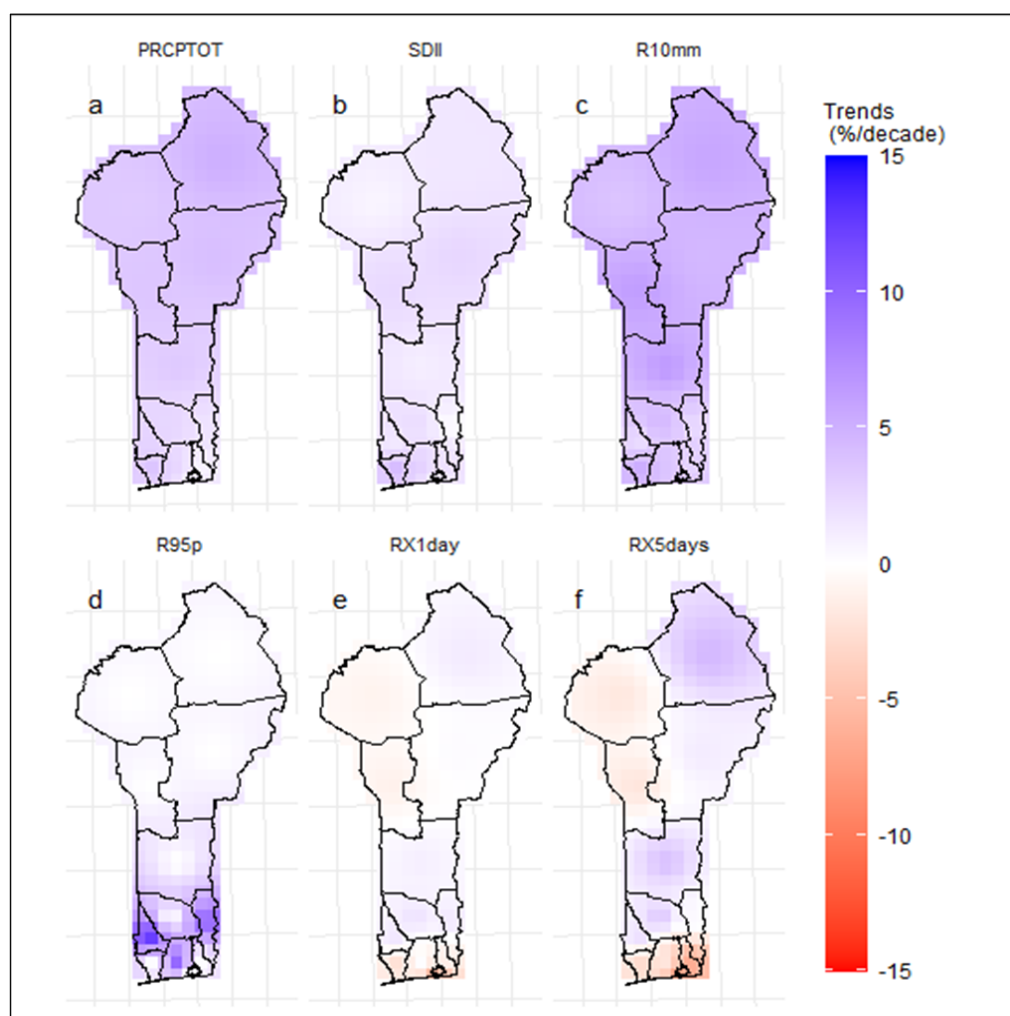 PRCPTOT
SDII
R10mm
a
b
c
Trends
(%/decade)
15
10
5
0
-5
-10
-15
R95p
RX1day
RX5days
d
e
f